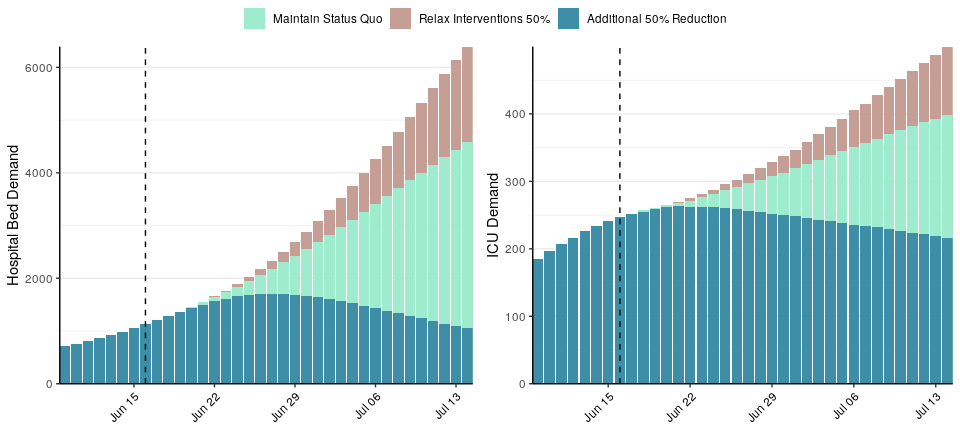 Maintain Status Quo Relax Interventions 50% Additional 50% Reduction
Hospital Bed Demand
6000
4000
2000
0
Jun 15 Jun 22 Jun 29 Jul 06 Jul 13
ICU Demand
400
300
200
100
0
Jun 15 Jun 22 Jun 29 Jul 06 Jul 13